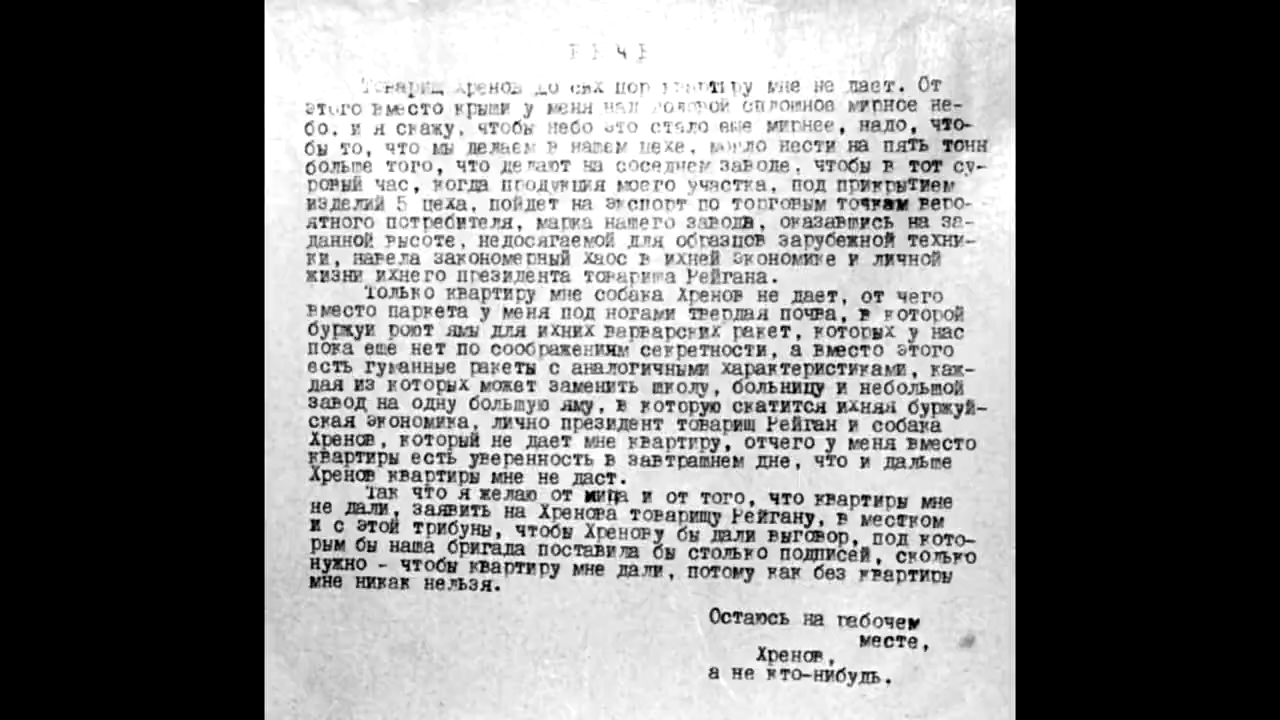 Товарищ Хренов до сих пор квартиру мне не дает. От
этого вместо крыши у меня над головой сплошное мирное не-
бо. и я скажу, чтобы небо это стало еще мирнее, надо, что-
бы то, что мы делаем в нашем цехе, могло нести на пять тонн
больше того, что делают на соседнем заводе, чтобы в тот су-
ровый час, когда продукция моего участка, под прикрытием
изделий 5 цеха, пойдет на экспорт по торговым точкам веро-
ятного потребителя, марка нашего завода, оказавшись на за-
данной высоте, недосягаемой для образцов зарубежной техни-
ки, навела закономерный хаос в ихней экономике и личной
жизни ихнего президента товарища Рейгана.
Только квартиру мне собака Хренов не дает, от чего
вместо паркета у меня под ногами твердая почва, в которой
буржуи роют ямы для ихних варварских ракет, которых у нас
пока еще нет по соображениям секретности, а вместо этого
есть гуманные ракеты с аналогичными характеристиками, каж-
дая из которых может заменить школу, больницу и небольшой
завод на одну большую яму, в которую скатится ихняя буржуй-
ская экономика, лично президент товарищ Рейган и собака
Хренов, который не дает мне квартиру, отчего у меня вместо
квартиры есть уверенность в завтрашнем дне, что и дальше
Хренов квартиры мне не даст.
Так что я желаю от мира и от того, что квартиры мне
не дали, заявить на Хренова товарищу Рейгану, в местком
и с этой трибуны, чтобы Хренову бы дали выговор, под кото-
рым бы наша бригада поставила бы столько подписей, сколько
нужно - чтобы квартиру мне дали, потому как без квартиры
мне никак нельзя.
Остаюсь на рабочем
месте,
Хренов,
а не кто-нибудь.